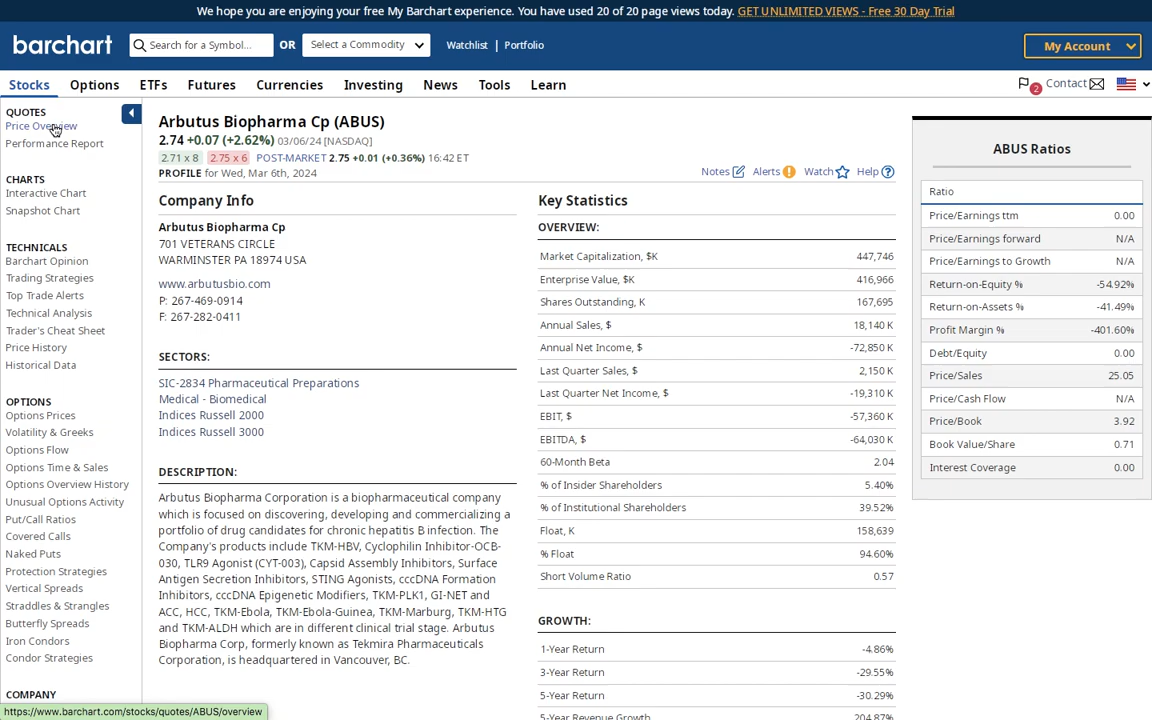 We hope you are enjoying your free My Barchart experience. You have used 20 of 20 page views today. GET UNLIMITED VIEWS - Free 30 Day Trial
barchart
Search for a Symbol...
OR
Select a Commodity
Watchlist | Portfolio
My Account
Stocks
Options
ETFs
Futures
Currencies
Investing
News
Tools
Learn
2
Contact
QUOTES
Price Overview
Performance Report
CHARTS
Interactive Chart
Snapshot Chart
TECHNICALS
Barchart Opinion
Trading Strategies
Top Trade Alerts
Technical Analysis
Trader's Cheat Sheet
Price History
Historical Data
OPTIONS
Options Prices
Volatility & Greeks
Options Flow
Options Time & Sales
Options Overview History
Unusual Options Activity
Put/Call Ratios
Covered Calls
Naked Puts
Protection Strategies
Vertical Spreads
Straddles & Strangles
Butterfly Spreads
Iron Condors
Condor Strategies
COMPANY
https://www.barchart.com/stocks/quotes/ABUS/overview
Arbutus Biopharma Cp (ABUS)
2.74 +0.07 (+2.62%) 03/06/24 [NASDAQ]
2.71 x 8 2.75 x 6 POST-MARKET 2.75 +0.01 (+0.36%) 16:42 ET
PROFILE for Wed, Mar 6th, 2024
Notes
Alerts
Watch
Help
Company Info
Arbutus Biopharma Cp
701 VETERANS CIRCLE
WARMINSTER PA 18974 USA
www.arbutusbio.com
P: 267-469-0914
F: 267-282-0411
SECTORS:
SIC-2834 Pharmaceutical Preparations
Medical - Biomedical
Indices Russell 2000
Indices Russell 3000
DESCRIPTION:
Arbutus Biopharma Corporation is a biopharmaceutical company
which is focused on discovering, developing and commercializing a
portfolio of drug candidates for chronic hepatitis B infection. The
Company's products include TKM-HBV, Cyclophilin Inhibitor-OCB-
030, TLR9 Agonist (CYT-003), Capsid Assembly Inhibitors, Surface
Antigen Secretion Inhibitors, STING Agonists, cccDNA Formation
Inhibitors, cccDNA Epigenetic Modifiers, TKM-PLK1, GI-NET and
ACC, HCC, TKM-Ebola, TKM-Ebola-Guinea, TKM-Marburg, TKM-HTG
and TKM-ALDH which are in different clinical trial stage. Arbutus
Biopharma Corp, formerly known as Tekmira Pharmaceuticals
Corporation, is headquartered in Vancouver, BC.
Key Statistics
OVERVIEW:
Market Capitalization, $K 447,746
Enterprise Value, $K 416,966
Shares Outstanding, K 167,695
Annual Sales, $ 18,140 K
Annual Net Income, $ -72,850 K
Last Quarter Sales, $ 2,150 K
Last Quarter Net Income, $ -19,310 K
EBIT, $ -57,360 K
EBITDA, $ -64,030 K
60-Month Beta 2.04
% of Insider Shareholders 5.40%
% of Institutional Shareholders 39.52%
Float, K 158,639
% Float 94.60%
Short Volume Ratio 0.57
GROWTH:
1-Year Return -4.86%
3-Year Return -29.55%
5-Year Return -30.29%
5-Year Revenue Growth 204.87%
ABUS Ratios
Ratio
Price/Earnings ttm 0.00
Price/Earnings forward N/A
Price/Earnings to Growth N/A
Return-on-Equity % -54.92%
Return-on-Assets % -41.49%
Profit Margin % -401.60%
Debt/Equity 0.00
Price/Sales 25.05
Price/Cash Flow N/A
Price/Book 3.92
Book Value/Share 0.71
Interest Coverage 0.00